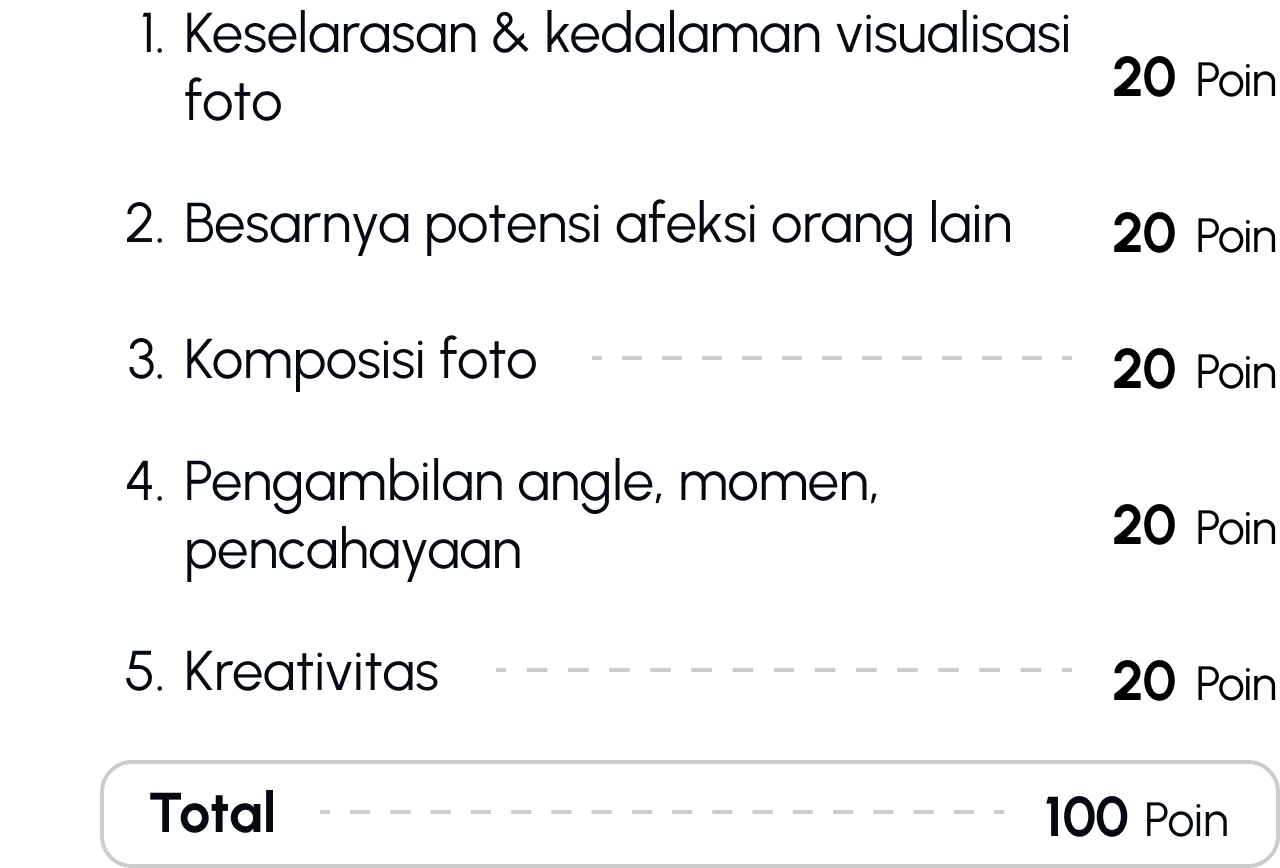 1. Keselarasan & kedalaman visualisasi
foto
20 Poin
2. Besarnya potensi afeksi orang lain 20 Poin
3. Komposisi foto 20 Poin
4. Pengambilan angle, momen,
pencahayaan
20 Poin
5. Kreativitas 20 Poin
Total 100 Poin